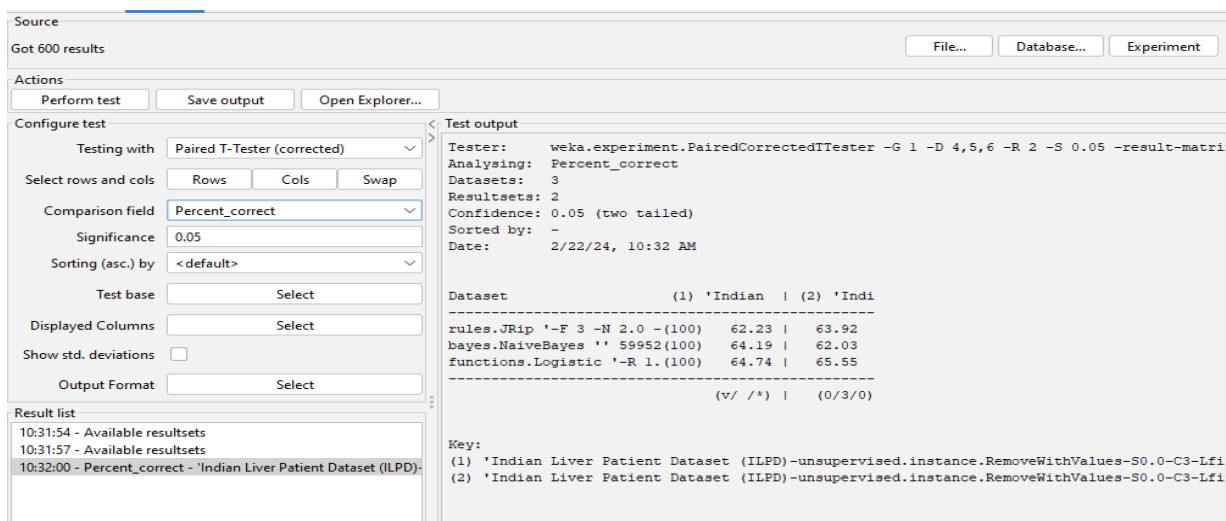 Source
Got 600 results
File... Database... Experiment
Actions
Perform test Save output Open Explorer...
Configure test
Testing with Paired T-Tester (corrected)
Select rows and cols Rows Cols Swap
Comparison field Percent_correct
Significance 0.05
Sorting (asc.) by <default>
Test base Select
Displayed Columns Select
Show std. deviations
Output Format Select
Result list
10:31:54 - Available resultsets
10:31:57 - Available resultsets
10:32:00 - Percent_correct - 'Indian Liver Patient Dataset (ILPD)-
Test output
Tester: weka.experiment.PairedCorrectedTTester -G 1 -D 4,5,6 -R 2 -S 0.05 -result-matri
Analysing: Percent_correct
Datasets: 3
Resultsets: 2
Confidence: 0.05 (two tailed)
Sorted by: -
Date: 2/22/24, 10:32 AM
Dataset (1) 'Indian | (2) 'Indi
----------------------------------------------------
rules.JRip '-F 3 -N 2.0 -(100) 62.23 | 63.92
bayes.NaiveBayes '' 59952(100) 64.19 | 62.03
functions.Logistic '-R 1.(100) 64.74 | 65.55
----------------------------------------------------
(v/ /*) | (0/3/0)
Key:
(1) 'Indian Liver Patient Dataset (ILPD)-unsupervised.instance.RemoveWithValues-S0.0-C3-Lfi
(2) 'Indian Liver Patient Dataset (ILPD)-unsupervised.instance.RemoveWithValues-S0.0-C3-Lfi